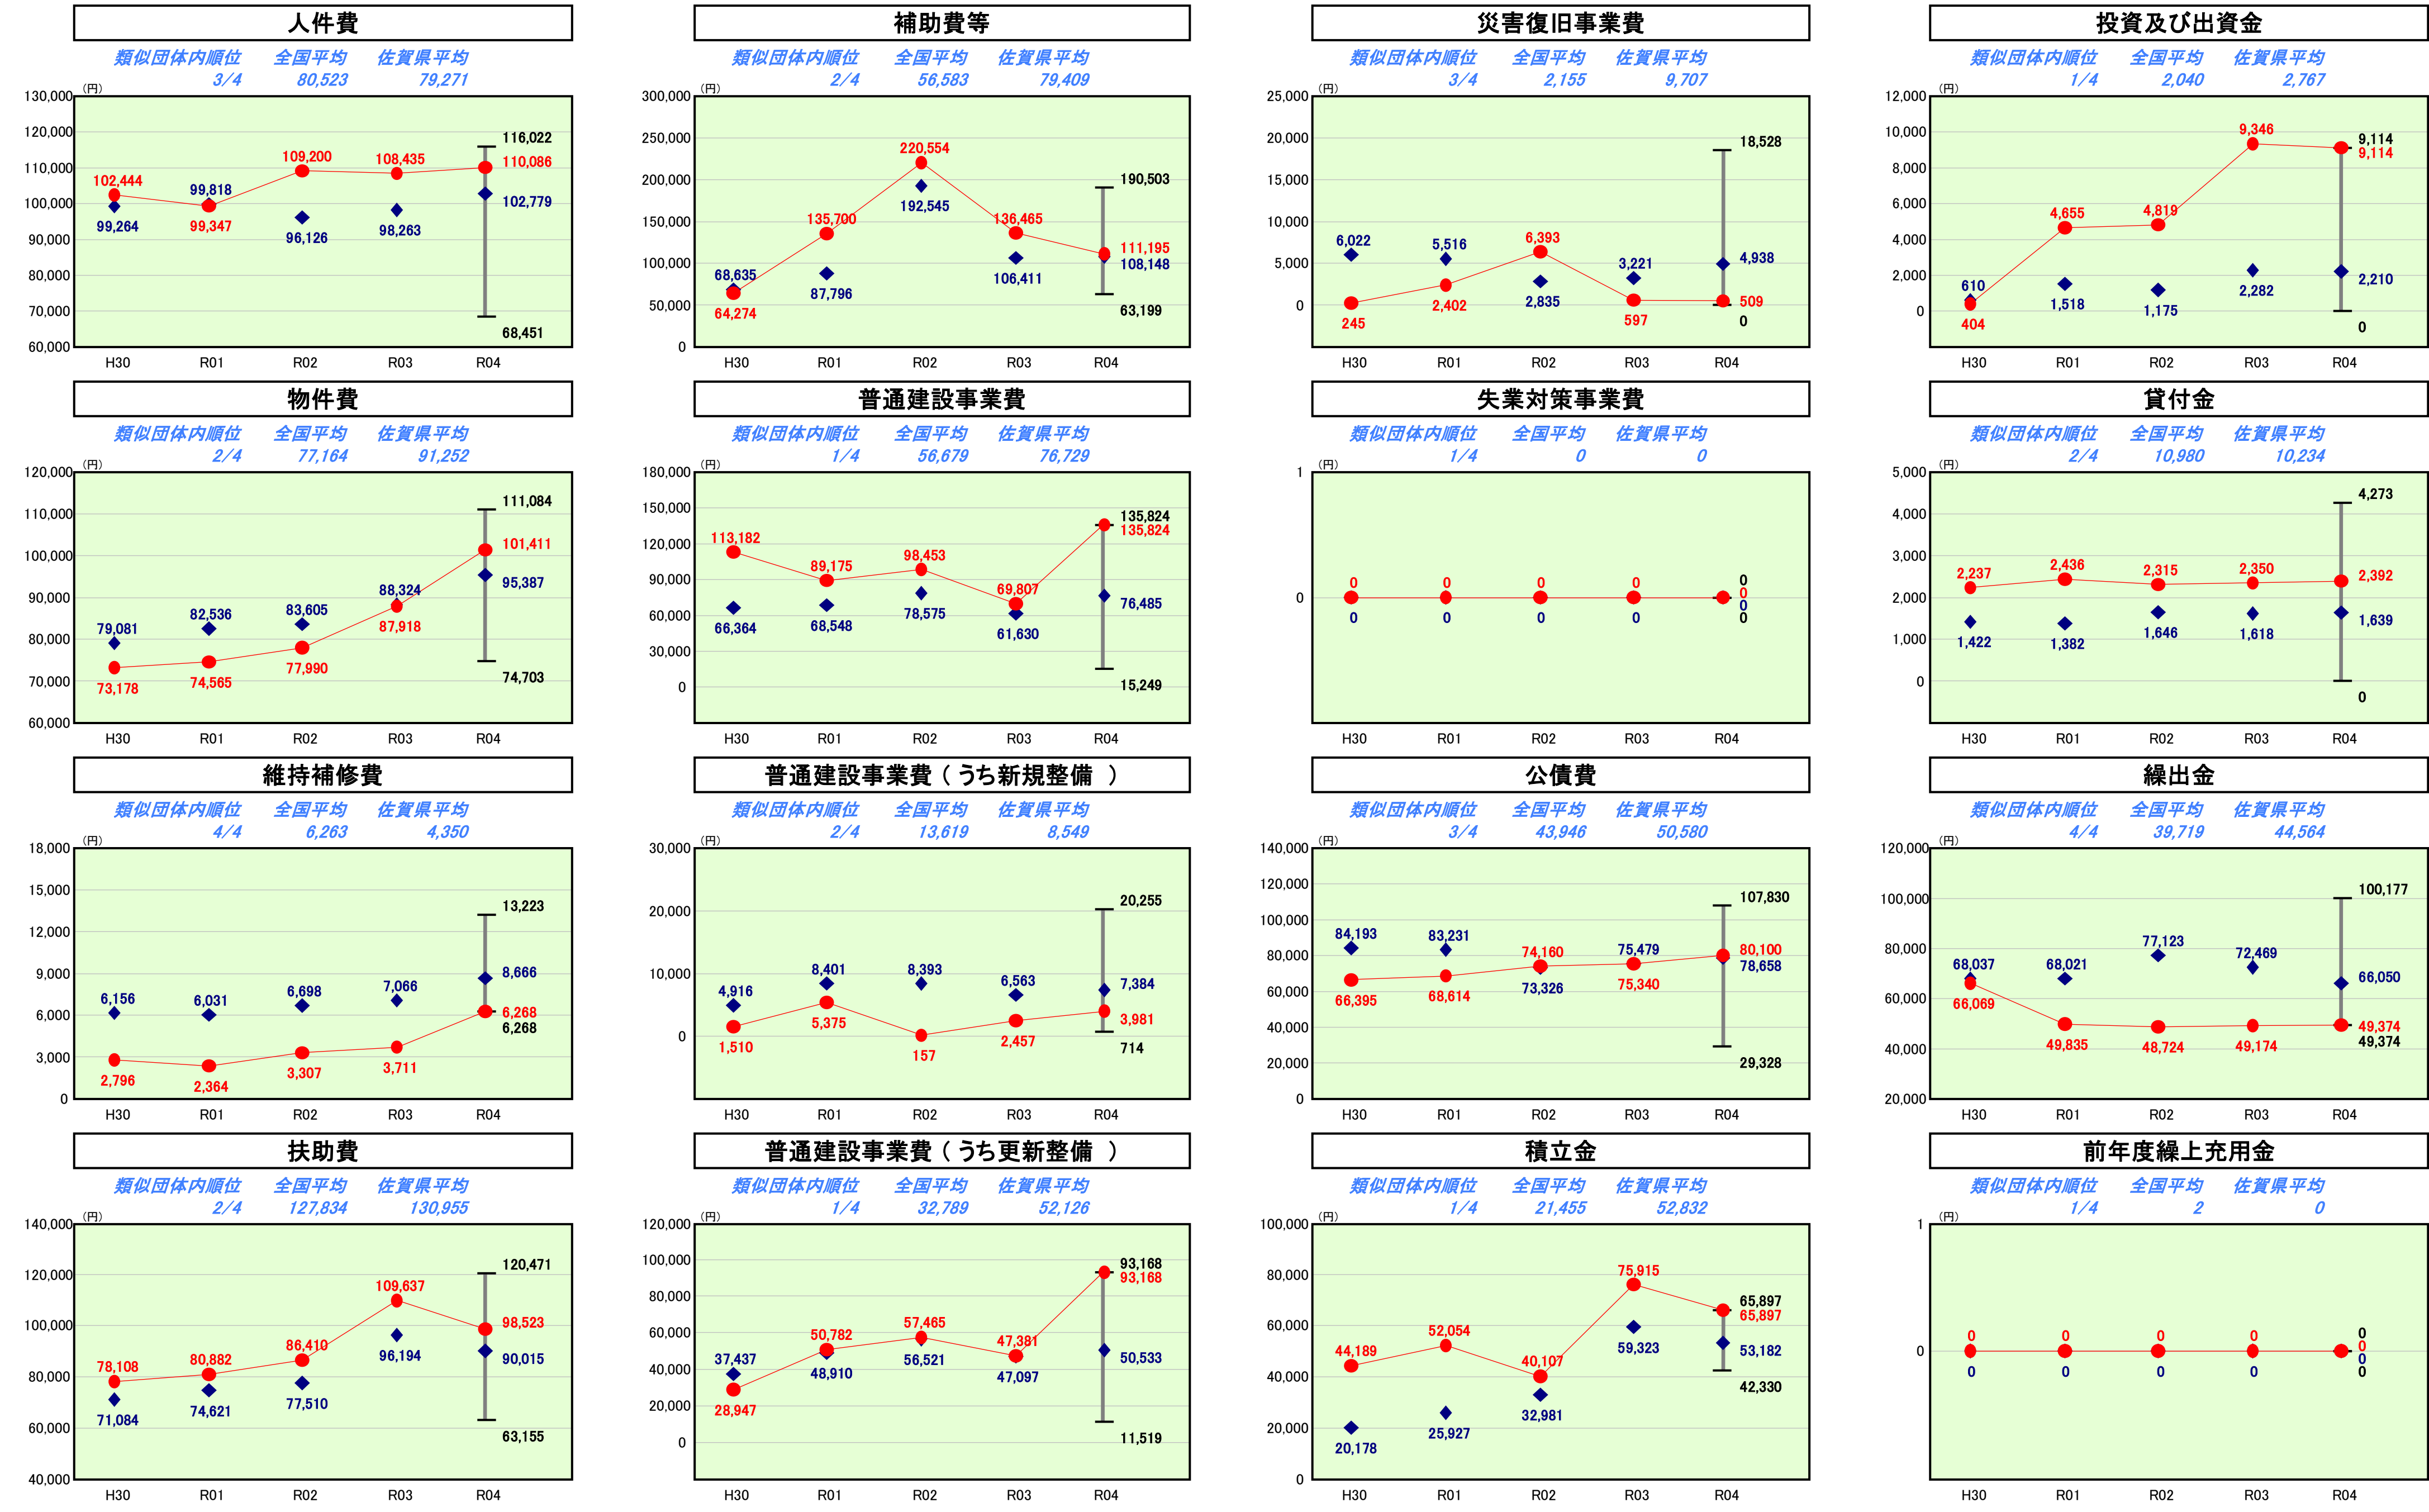 人件費
類似団体内順位 全国平均 佐賀県平均
3/4 80,523 79,271
(円)
130,000
120,000
110,000
100,000
90,000
80,000
70,000
60,000
116,022
102,444 99,818 109,200 108,435 110,086
99,264 99,347 96,126 98,263 102,779
68,451
H30 R01 R02 R03 R04
補助費等
類似団体内順位 全国平均 佐賀県平均
2/4 56,583 79,409
(円)
300,000
250,000
200,000
150,000
100,000
50,000
0
190,503
68,635 135,700 220,554 136,465 111,195
64,274 87,796 192,545 106,411 108,148
63,199
H30 R01 R02 R03 R04
災害復旧事業費
類似団体内順位 全国平均 佐賀県平均
3/4 2,155 9,707
(円)
25,000
20,000
15,000
10,000
5,000
0
18,528
6,022 5,516 6,393 3,221 4,938
245 2,402 2,835 597 509
0
H30 R01 R02 R03 R04
投資及び出資金
類似団体内順位 全国平均 佐賀県平均
1/4 2,040 2,767
(円)
12,000
10,000
8,000
6,000
4,000
2,000
0
9,114
610 4,655 4,819 9,346 9,114
404 1,518 1,175 2,282 2,210
0
H30 R01 R02 R03 R04
物件費
類似団体内順位 全国平均 佐賀県平均
2/4 77,164 91,252
(円)
120,000
110,000
100,000
90,000
80,000
70,000
60,000
111,084
79,081 82,536 83,605 88,324 101,411
73,178 74,565 77,990 87,918 95,387
74,703
H30 R01 R02 R03 R04
普通建設事業費
類似団体内順位 全国平均 佐賀県平均
1/4 56,679 76,729
(円)
180,000
150,000
120,000
90,000
60,000
30,000
0
135,824
113,182 89,175 98,453 69,807 135,824
66,364 68,548 78,575 61,630 76,485
15,249
H30 R01 R02 R03 R04
失業対策事業費
類似団体内順位 全国平均 佐賀県平均
1/4 0 0
(円)
1
0
0
0 0 0 0 0
0 0 0 0 0
0
H30 R01 R02 R03 R04
貸付金
類似団体内順位 全国平均 佐賀県平均
2/4 10,980 10,234
(円)
5,000
4,000
3,000
2,000
1,000
0
4,273
2,237 2,436 2,315 2,350 2,392
1,422 1,382 1,646 1,618 1,639
0
H30 R01 R02 R03 R04
維持補修費
類似団体内順位 全国平均 佐賀県平均
4/4 6,263 4,350
(円)
18,000
15,000
12,000
9,000
6,000
3,000
0
13,223
6,156 6,031 6,698 7,066 8,666
2,796 2,364 3,307 3,711 6,268
6,268
H30 R01 R02 R03 R04
普通建設事業費（うち新規整備　）
類似団体内順位 全国平均 佐賀県平均
2/4 13,619 8,549
(円)
30,000
20,000
10,000
0
20,255
4,916 8,401 8,393 6,563 7,384
1,510 5,375 157 2,457 3,981
714
H30 R01 R02 R03 R04
公債費
類似団体内順位 全国平均 佐賀県平均
3/4 43,946 50,580
(円)
140,000
120,000
100,000
80,000
60,000
40,000
20,000
0
107,830
84,193 83,231 74,160 75,479 80,100
66,395 68,614 73,326 75,340 78,658
29,328
H30 R01 R02 R03 R04
繰出金
類似団体内順位 全国平均 佐賀県平均
4/4 39,719 44,564
(円)
120,000
100,000
80,000
60,000
40,000
20,000
100,177
68,037 68,021 77,123 72,469 66,050
66,069 49,835 48,724 49,174 49,374
49,374
H30 R01 R02 R03 R04
扶助費
類似団体内順位 全国平均 佐賀県平均
2/4 127,834 130,955
(円)
140,000
120,000
100,000
80,000
60,000
40,000
120,471
78,108 80,882 86,410 109,637 98,523
71,084 74,621 77,510 96,194 90,015
63,155
H30 R01 R02 R03 R04
普通建設事業費（うち更新整備　）
類似団体内順位 全国平均 佐賀県平均
1/4 32,789 52,126
(円)
120,000
100,000
80,000
60,000
40,000
20,000
0
93,168
37,437 50,782 57,465 47,381 93,168
28,947 48,910 56,521 47,097 50,533
11,519
H30 R01 R02 R03 R04
積立金
類似団体内順位 全国平均 佐賀県平均
1/4 21,455 52,832
(円)
100,000
80,000
60,000
40,000
20,000
0
65,897
44,189 52,054 40,107 75,915 65,897
20,178 25,927 32,981 59,323 53,182
42,330
H30 R01 R02 R03 R04
前年度繰上充用金
類似団体内順位 全国平均 佐賀県平均
1/4 2 0
(円)
1
0
0
0 0 0 0 0
0 0 0 0 0
0
H30 R01 R02 R03 R04